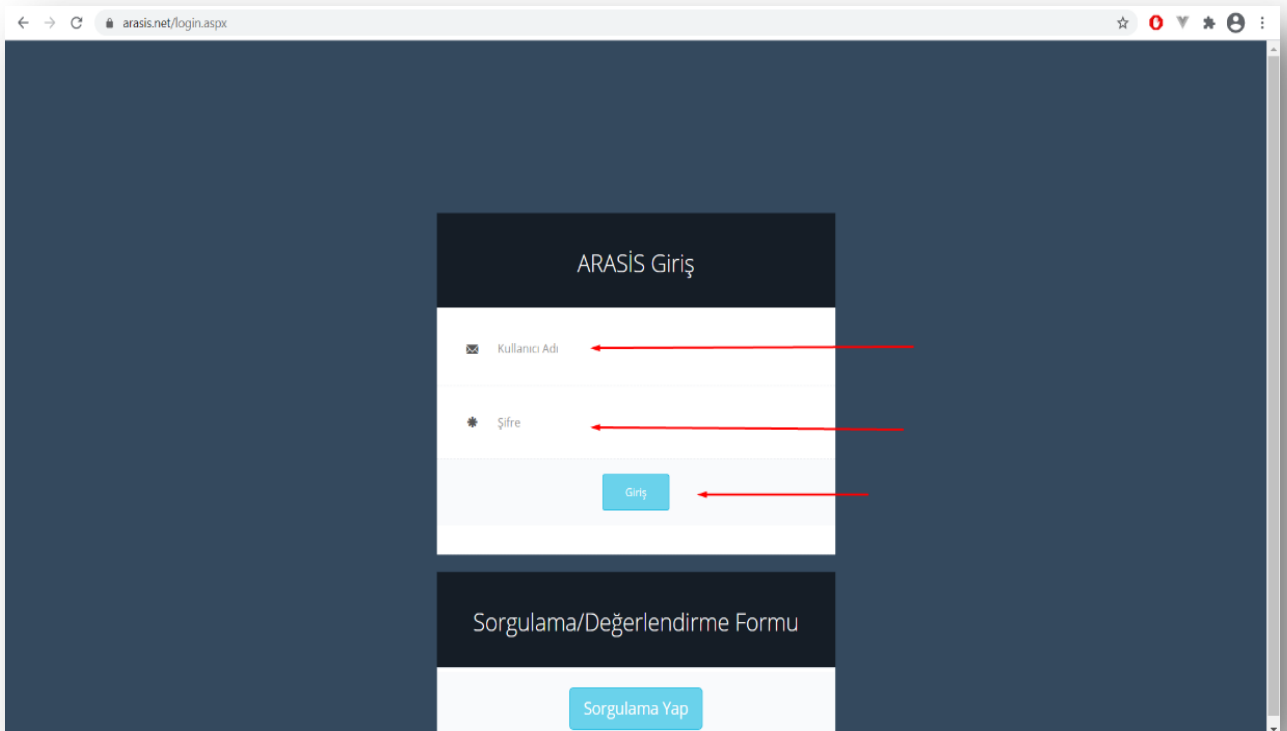 arasis.net/login.aspx
ARASİS Giriş
Kullanıcı Adı
Şifre
Giriş
Sorgulama/Değerlendirme Formu
Sorgulama Yap